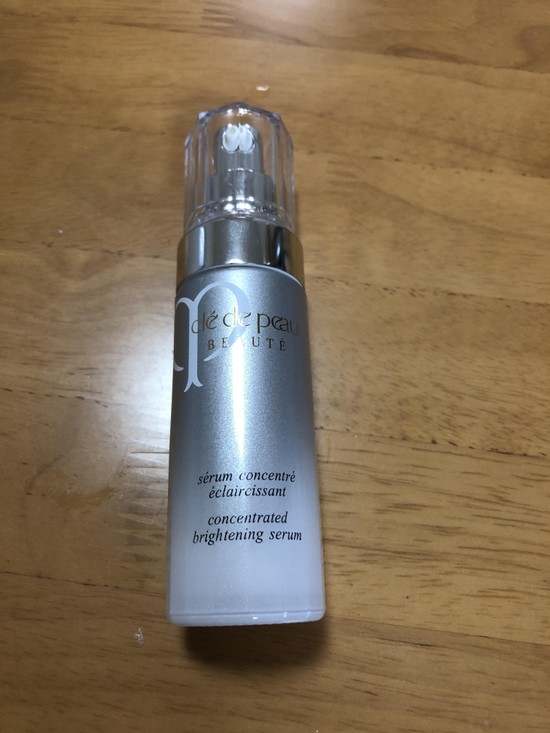 clé de peau
BEAUTÉ
sérum concentré
éclaircissant
concentrated
brightening serum